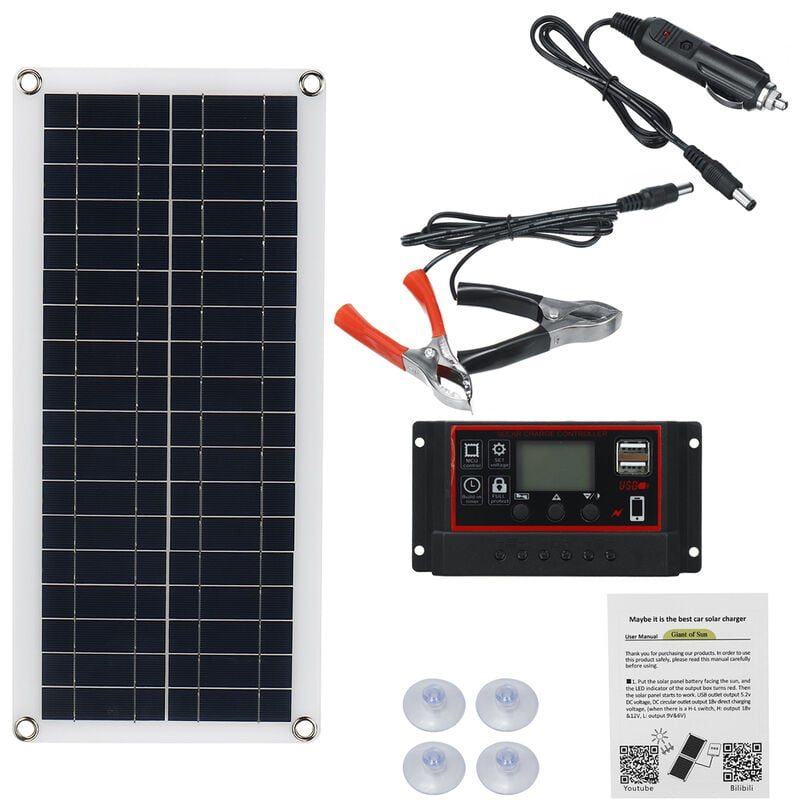 SOLAR CHARGE CONTROLLER
MCU
control
SET
voltage
Build in
timer
FULL
protect
USB
Maybe it is the best car solar charger
User Manual Giant of Sun
Thank you for purchasing our products. In order to use
this product safely, please read this manual carefully
before using.
■1. Put the solar panel battery facing the sun, and
the LED indicator of the output box turns red. Then
the solar panel starts to work. USB outlet output 5.2v
DC voltage, DC circular outlet output 18v direct charging
voltage, (when there is a H-L switch, H: output 18v
&12V, L: output 9V&6V)
Youtube
Bilibili